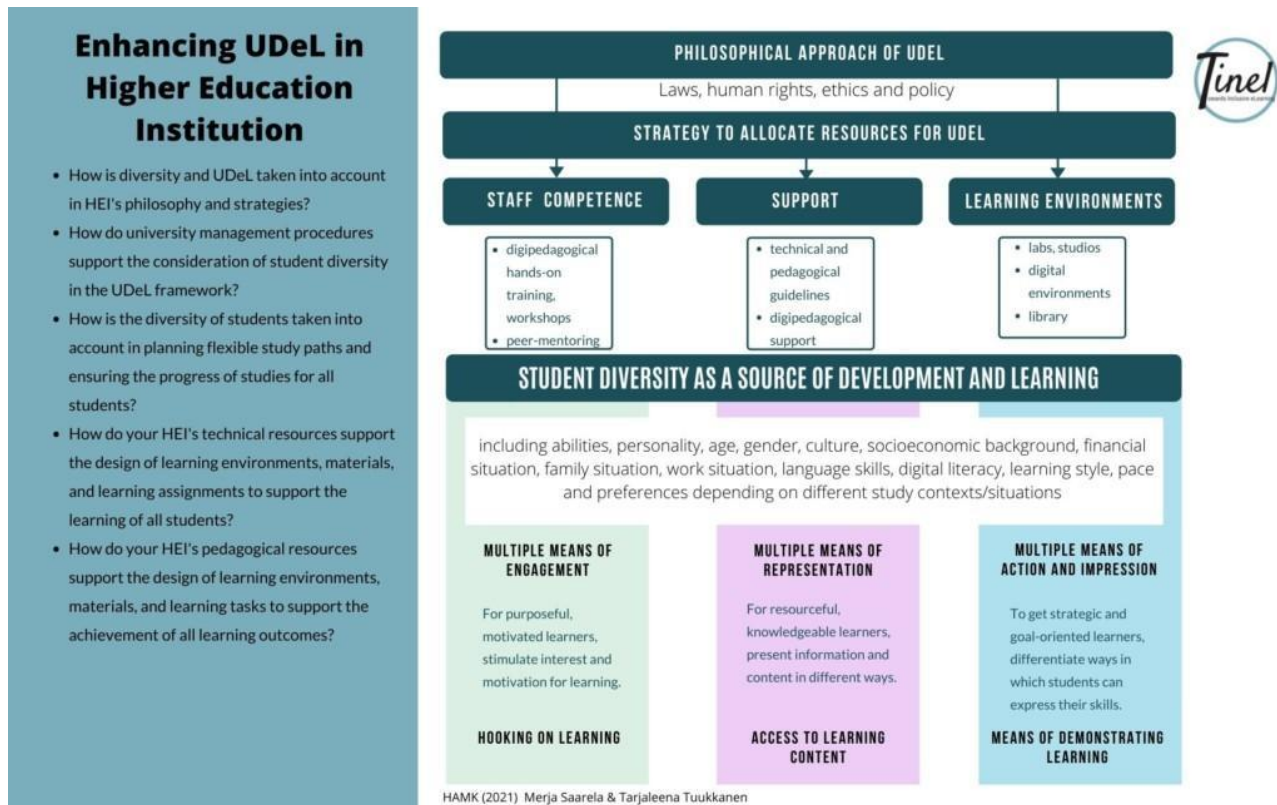 Enhancing UDeL in
Higher Education
Institution
• How is diversity and UDeL taken into account
in HEI's philosophy and strategies?
• How do university management procedures
support the consideration of student diversity
in the UDeL framework?
• How is the diversity of students taken into
account in planning flexible study paths and
ensuring the progress of studies for all
students?
• How do your HEI's technical resources support
the design of learning environments, materials,
and learning assignments to support the
learning of all students?
• How do your HEI's pedagogical resources
support the design of learning environments,
materials, and learning tasks to support the
achievement of all learning outcomes?
PHILOSOPHICAL APPROACH OF UDEL
Laws, human rights, ethics and policy
STRATEGY TO ALLOCATE RESOURCES FOR UDEL
STAFF COMPETENCE
• digipedagogical
hands-on
training,
workshops
• peer-mentoring
SUPPORT
• technical and
pedagogical
guidelines
• digipedagogical
support
LEARNING ENVIRONMENTS
• labs, studios
• digital
environments
• library
STUDENT DIVERSITY AS A SOURCE OF DEVELOPMENT AND LEARNING
including abilities, personality, age, gender, culture, socioeconomic background, financial
situation, family situation, work situation, language skills, digital literacy, learning style, pace
and preferences depending on different study contexts/situations
MULTIPLE MEANS OF
ENGAGEMENT
For purposeful,
motivated learners,
stimulate interest and
motivation for learning.
HOOKING ON LEARNING
MULTIPLE MEANS OF
REPRESENTATION
For resourceful,
knowledgeable learners,
present information and
content in different ways.
ACCESS TO LEARNING
CONTENT
MULTIPLE MEANS OF
ACTION AND IMPRESSION
To get strategic and
goal-oriented learners,
differentiate ways in
which students can
express their skills.
MEANS OF DEMONSTRATING
LEARNING
HAMK (2021) Merja Saarela & Tarjaleena Tuukkanen
Tinel
towards inclusive eLearning